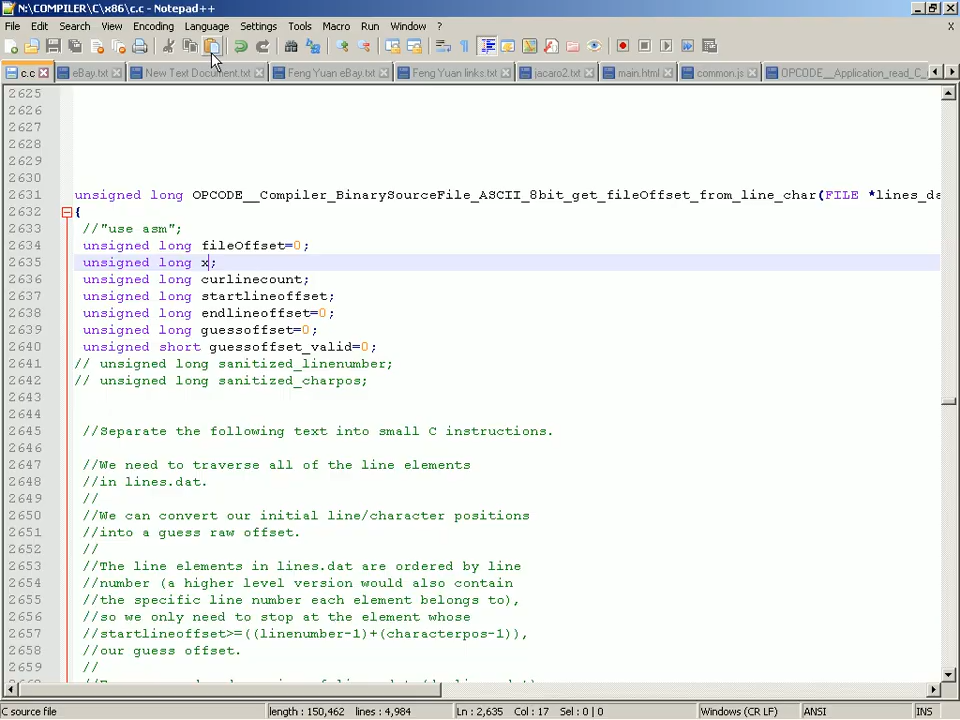 N:\COMPILER\C\x86\c.c - Notepad++
File Edit Search View Encoding Language Settings Tools Macro Run Window ? X
c.c eBay.txt New Text Document.txt Feng Yuan eBay.txt Feng Yuan links.txt jacaro2.txt main.html common.js OPCODE__Application_read_C_
2625
2626
2627
2628
2629
2630
2631 unsigned long OPCODE__Compiler_BinarySourceFile_ASCII_8bit_get_fileOffset_from_line_char(FILE *lines_da
2632 {
2633 //"use asm";
2634 unsigned long fileOffset=0;
2635 unsigned long x;
2636 unsigned long curlinecount;
2637 unsigned long startlineoffset;
2638 unsigned long endlineoffset=0;
2639 unsigned long guessoffset=0;
2640 unsigned short guessoffset_valid=0;
2641 // unsigned long sanitized_linenumber;
2642 // unsigned long sanitized_charpos;
2643
2644
2645 //Separate the following text into small C instructions.
2646
2647 //We need to traverse all of the line elements
2648 //in lines.dat.
2649 //
2650 //We can convert our initial line/character positions
2651 //into a guess raw offset.
2652 //
2653 //The line elements in lines.dat are ordered by line
2654 //number (a higher level version would also contain
2655 //the specific line number each element belongs to),
2656 //so we only need to stop at the element whose
2657 //startlineoffset>=((linenumber-1)+(characterpos-1)),
2658 //our guess offset.
2659 //
C source file length : 150,462 lines : 4,984 Ln : 2,635 Col : 17 Sel : 0 | 0 Windows (CR LF) ANSI INS